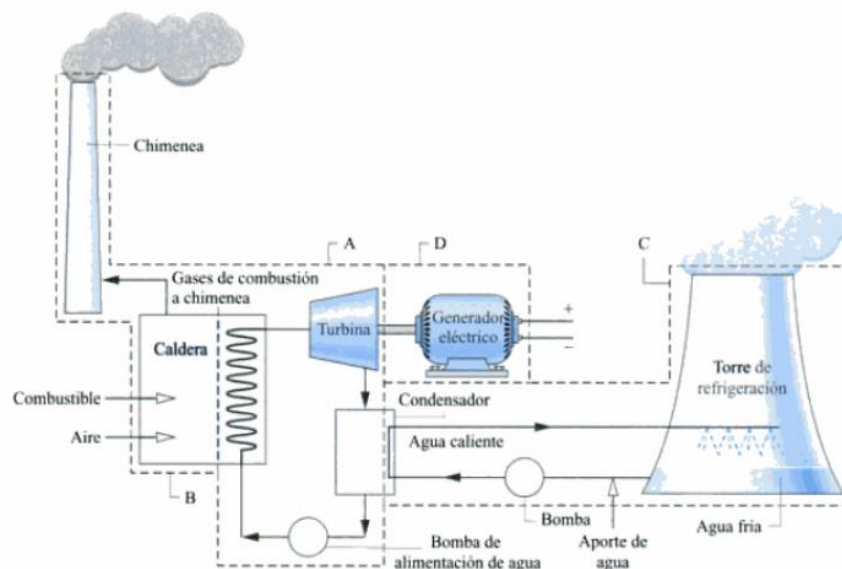 Chimenea
A
D
C
Gases de combustión
a chimenea
Turbina
Generador
eléctrico
+
−
Caldera
Torre de
refrigeración
Combustible
Condensador
Aire
Agua caliente
B
Bomba
Agua fria
Bomba de
alimentación de agua
Aporte de
agua